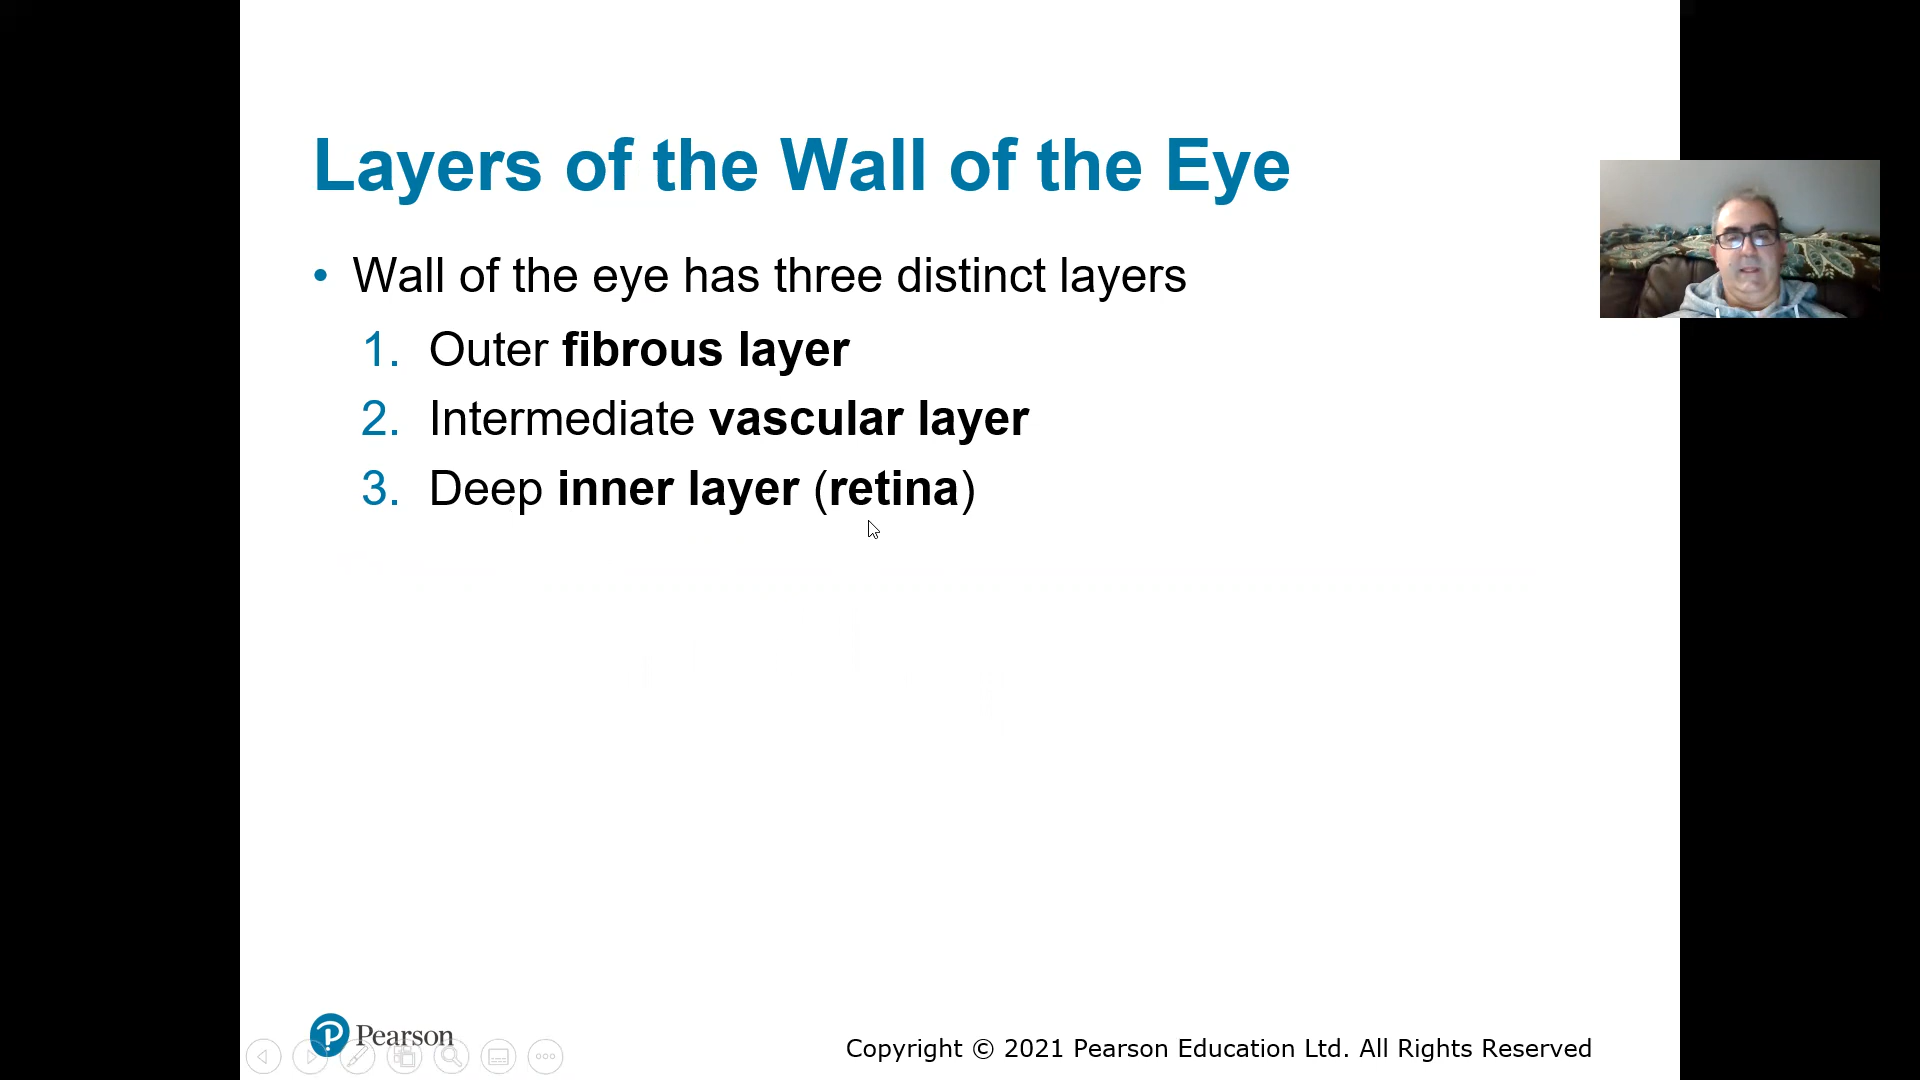 Layers of the Wall of the Eye
• Wall of the eye has three distinct layers
1. Outer fibrous layer
2. Intermediate vascular layer
3. Deep inner layer (retina)
Pearson
Copyright © 2021 Pearson Education Ltd. All Rights Reserved